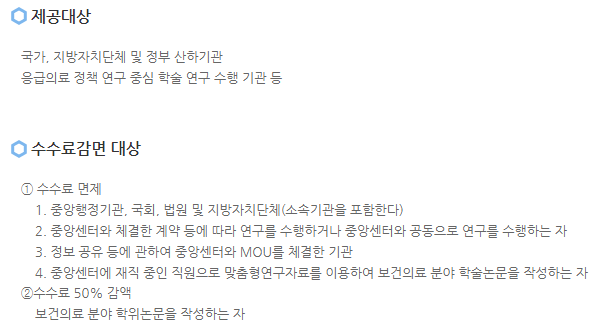 제공대상
국가, 지방자치단체 및 정부 산하기관
응급의료 정책 연구 중심 학술 연구 수행 기관 등
수수료감면 대상
① 수수료 면제
1. 중앙행정기관, 국회, 법원 및 지방자치단체(소속기관을 포함한다)
2. 중앙센터와 체결한 계약 등에 따라 연구를 수행하거나 중앙센터와 공동으로 연구를 수행하는 자
3. 정보 공유 등에 관하여 중앙센터와 MOU를 체결한 기관
4. 중앙센터에 재직 중인 직원으로 맞춤형연구자료를 이용하여 보건의료 분야 학술논문을 작성하는 자
②수수료 50% 감액
보건의료 분야 학위논문을 작성하는 자